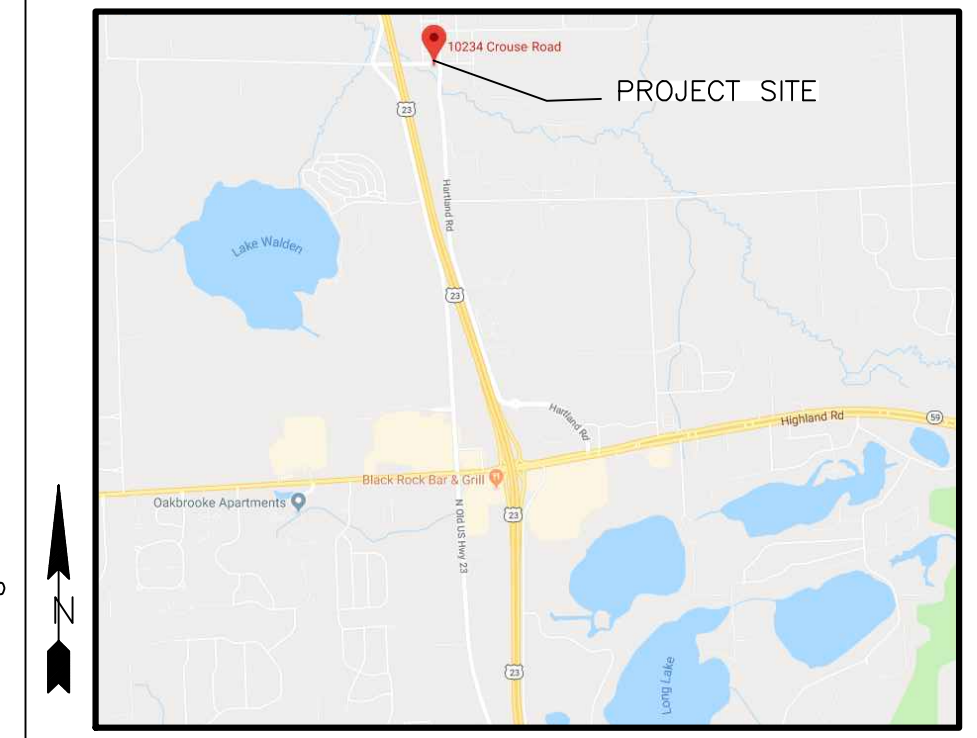 10234 Crouse Road
PROJECT SITE
23
Hartland Rd
Lake Walden
23
Hartland Rd
Highland Rd
59
Black Rock Bar & Grill
Oakbrooke Apartments
23
N Old US Hwy 23
N
Long Lake
23